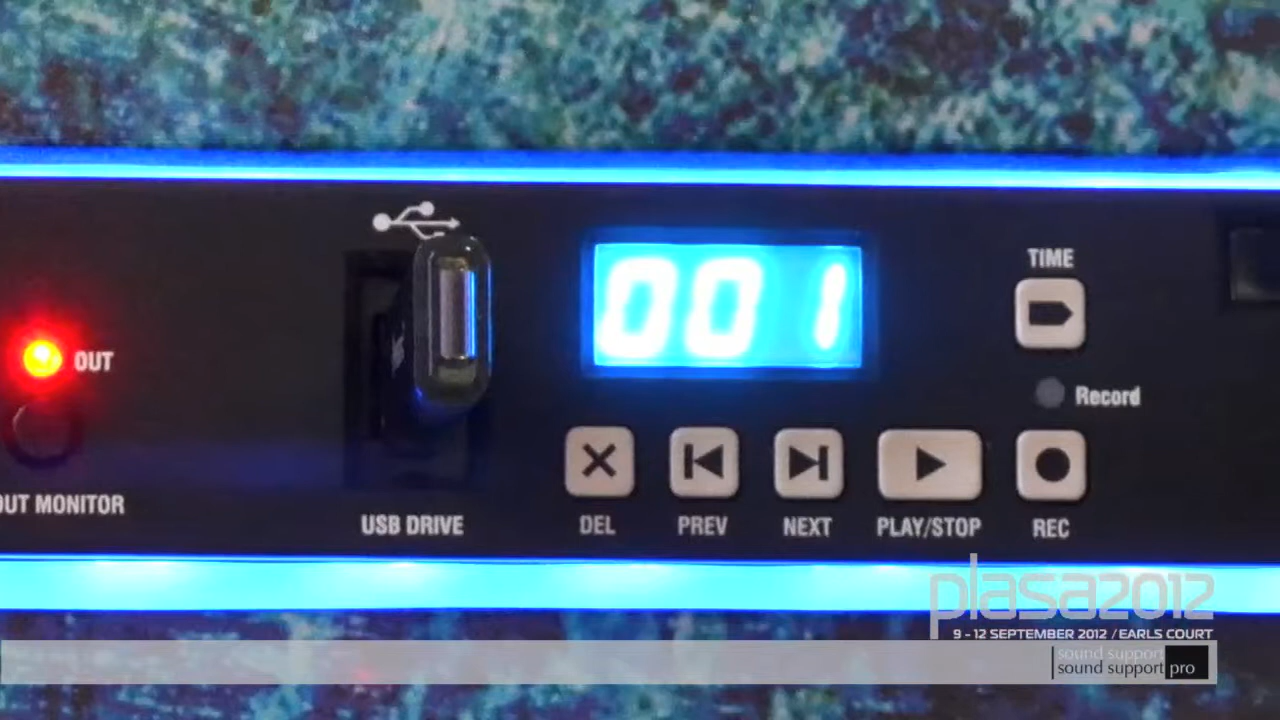 001
TIME
OUT
Record
OUT MONITOR
USB DRIVE
DEL
PREV
NEXT
PLAY/STOP
REC
plasa2012
9 - 12 SEPTEMBER 2012 / EARLS COURT
sound support
sound support pro